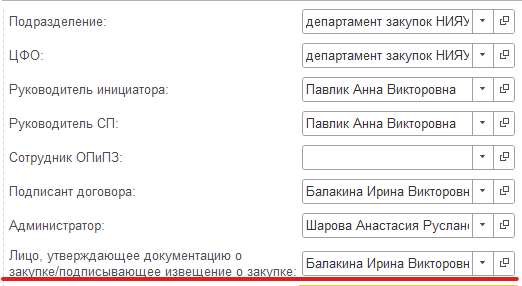 Подразделение: департамент закупок НИЯУ
ЦФО: департамент закупок НИЯУ
Руководитель инициатора: Павлик Анна Викторовна
Руководитель СП: Павлик Анна Викторовна
Сотрудник ОПиПЗ:
Подписант договора: Балакина Ирина Викторовн
Администратор: Шарова Анастасия Руслан
Лицо, утверждающее документацию о
закупке/подписывающее извещение о закупке: Балакина Ирина Викторовн